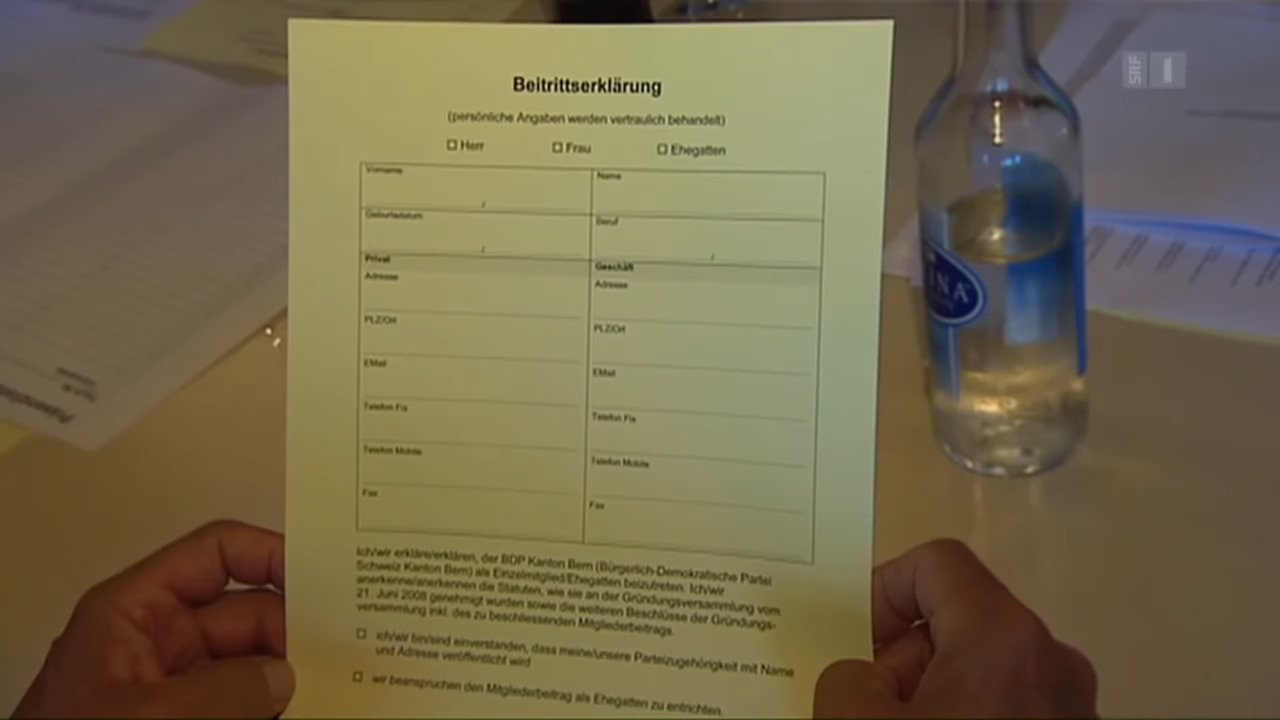 SRF 1
Beitrittserklärung
(persönliche Angaben werden vertraulich behandelt)
☐ Herr ☐ Frau ☐ Ehegatten
Vorname Name
Geburtsdatum Beruf
Privat Geschäft
Adresse Adresse
PLZ/Ort PLZ/Ort
EMail EMail
Telefon Fix Telefon Fix
Telefon Mobile Telefon Mobile
Fax Fax
Ich/wir erkläre/erklären, der BDP Kanton Bern (Bürgerlich-Demokratische Partei
Schweiz Kanton Bern) als Einzelmitglied/Ehegatten beizutreten. Ich/wir
anerkenne/anerkennen die Statuten, wie sie an der Gründungsversammlung vom
21. Juni 2008 genehmigt wurden sowie die weiteren Beschlüsse der Gründungs-
versammlung inkl. des zu beschliessenden Mitgliederbeitrags.
☐ ich/wir bin/sind einverstanden, dass meine/unsere Parteizugehörigkeit mit Name
und Adresse veröffentlicht wird
☐ wir beanspruchen den Mitgliederbeitrag als Ehegatten zu entrichten.